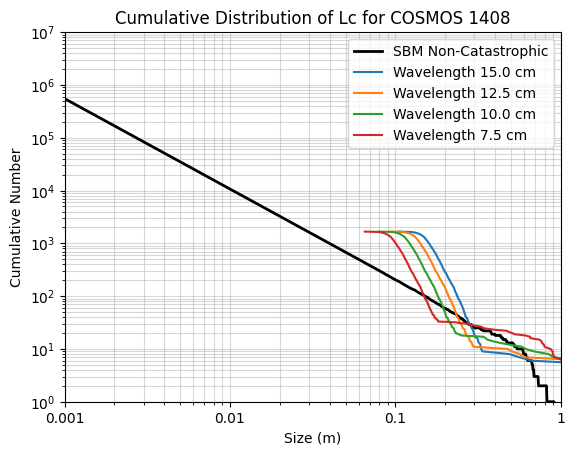 Cumulative Distribution of Lc for COSMOS 1408
Cumulative Number
10^7
10^6
10^5
10^4
10^3
10^2
10^1
10^0
SBM Non-Catastrophic
Wavelength 15.0 cm
Wavelength 12.5 cm
Wavelength 10.0 cm
Wavelength 7.5 cm
0.001 0.01 0.1 1
Size (m)